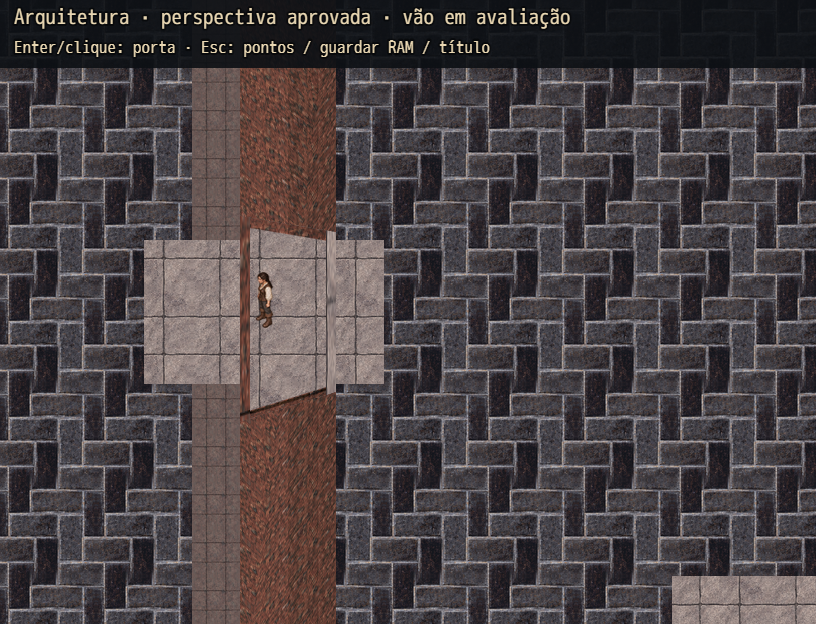 Arquitetura · perspectiva aprovada · vão em avaliação
Enter/clique: porta · Esc: pontos / guardar RAM / título